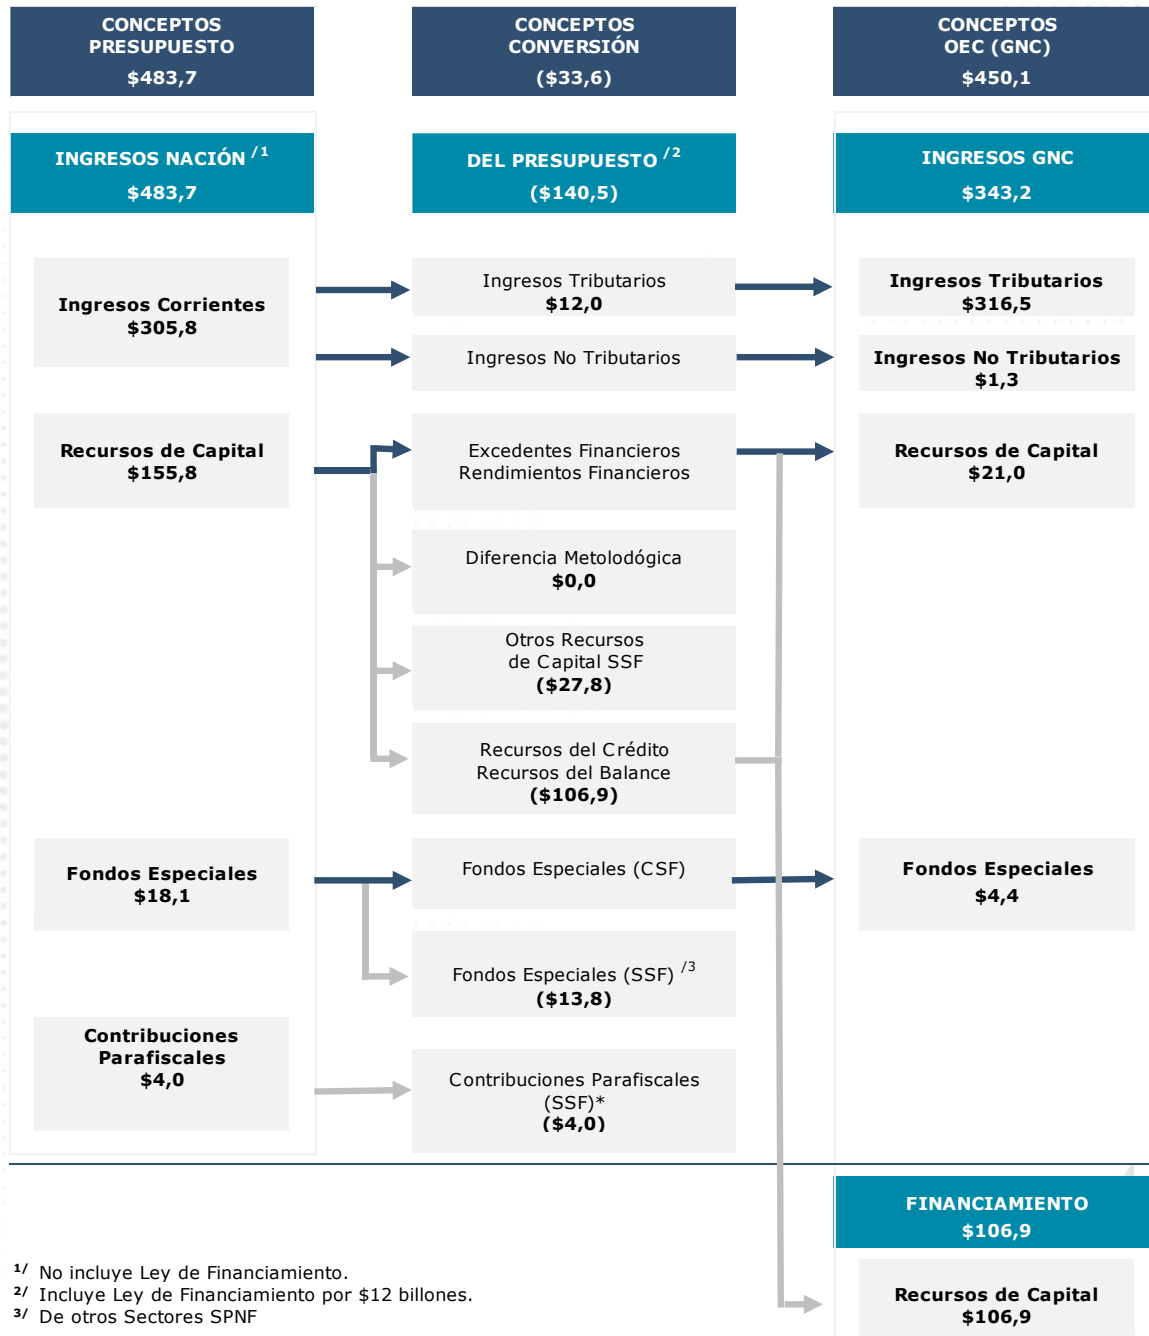 CONCEPTOS
PRESUPUESTO
$483,7
CONCEPTOS
CONVERSIÓN
($33,6)
CONCEPTOS
OEC (GNC)
$450,1
INGRESOS NACIÓN /1
$483,7
DEL PRESUPUESTO /2
($140,5)
INGRESOS GNC
$343,2
Ingresos Corrientes
$305,8
Ingresos Tributarios
$12,0
Ingresos Tributarios
$316,5
Ingresos No Tributarios
Ingresos No Tributarios
$1,3
Recursos de Capital
$155,8
Excedentes Financieros
Rendimientos Financieros
Recursos de Capital
$21,0
Diferencia Metolodógica
$0,0
Otros Recursos
de Capital SSF
($27,8)
Recursos del Crédito
Recursos del Balance
($106,9)
Fondos Especiales
$18,1
Fondos Especiales (CSF)
Fondos Especiales
$4,4
Fondos Especiales (SSF) /3
($13,8)
Contribuciones
Parafiscales
$4,0
Contribuciones Parafiscales
(SSF)*
($4,0)
FINANCIAMIENTO
$106,9
Recursos de Capital
$106,9
1/ No incluye Ley de Financiamiento.
2/ Incluye Ley de Financiamiento por $12 billones.
3/ De otros Sectores SPNF